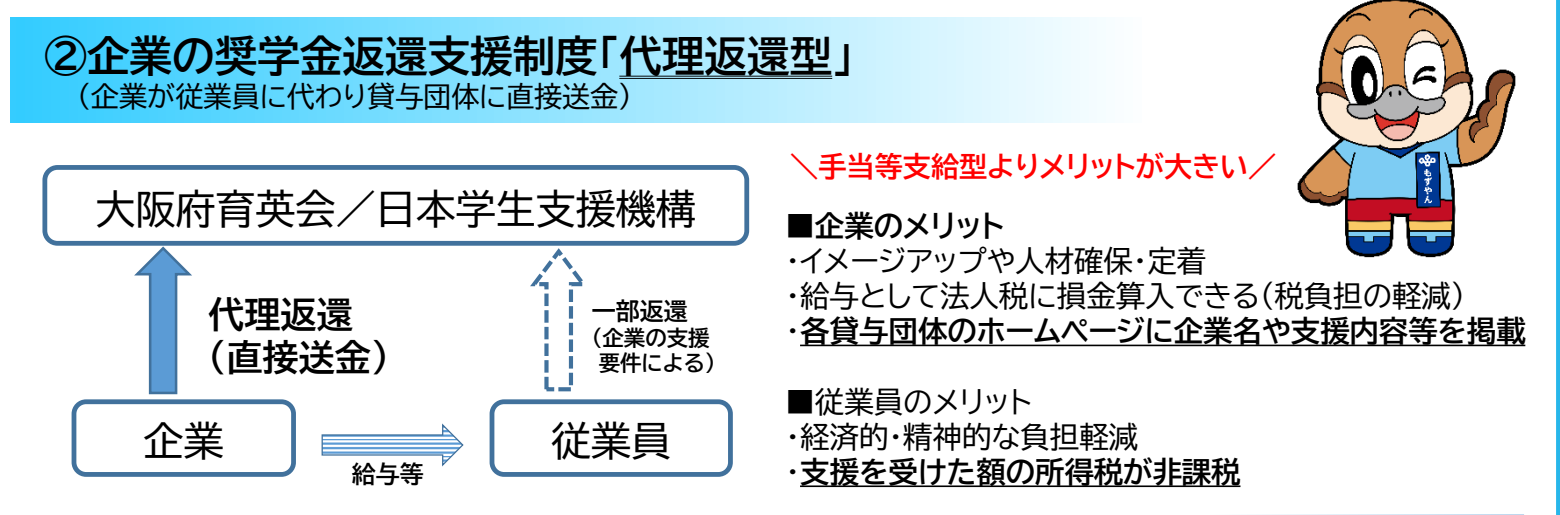 ②企業の奨学金返還支援制度「代理返還型」
（企業が従業員に代わり貸与団体に直接送金）
大阪府育英会／日本学生支援機構
代理返還
（直接送金）
一部返還
（企業の支援
要件による）
企業
給与等
従業員
＼手当等支給型よりメリットが大きい／
■企業のメリット
・イメージアップや人材確保・定着
・給与として法人税に損金算入できる（税負担の軽減）
・各貸与団体のホームページに企業名や支援内容等を掲載
■従業員のメリット
・経済的・精神的な負担軽減
・支援を受けた額の所得税が非課税
もずやん